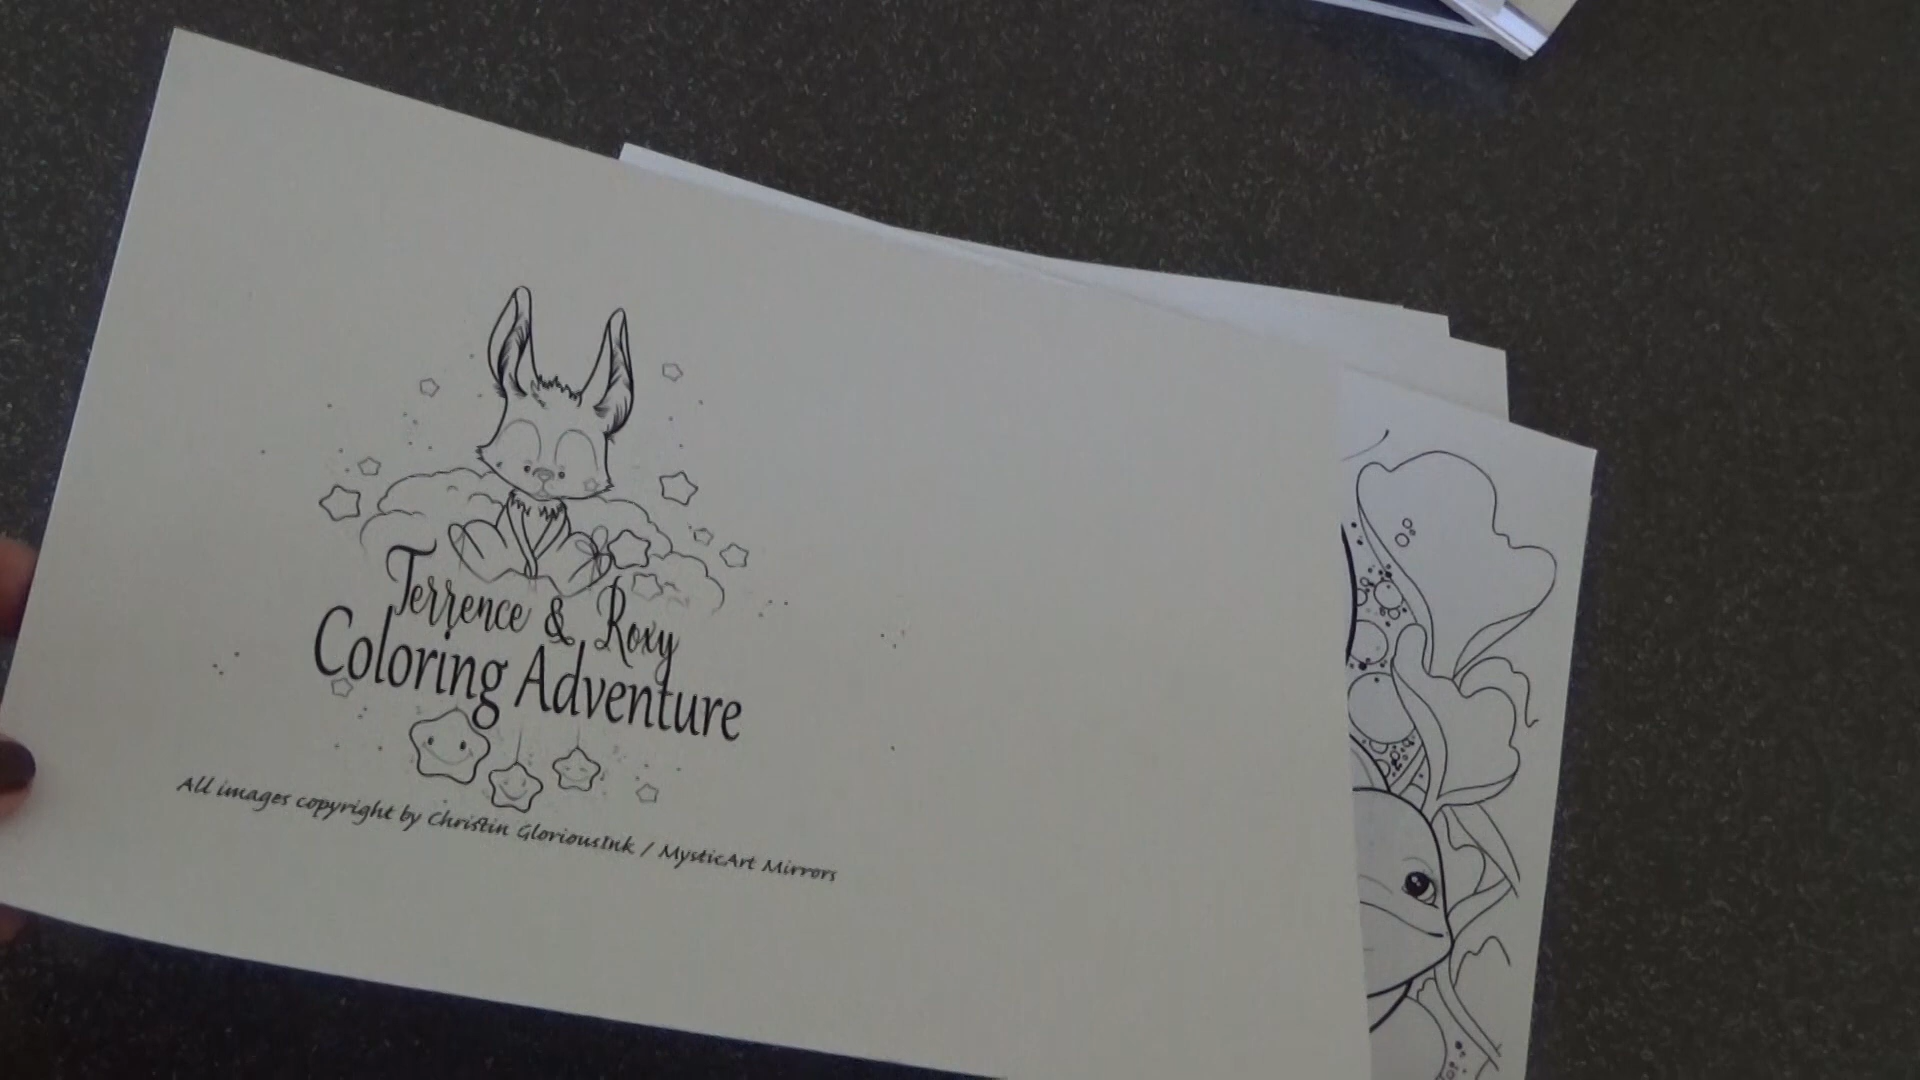 Terrence & Roxy
Coloring Adventure
All images copyright by Christin GloriousInk / MysticArt Mirrors